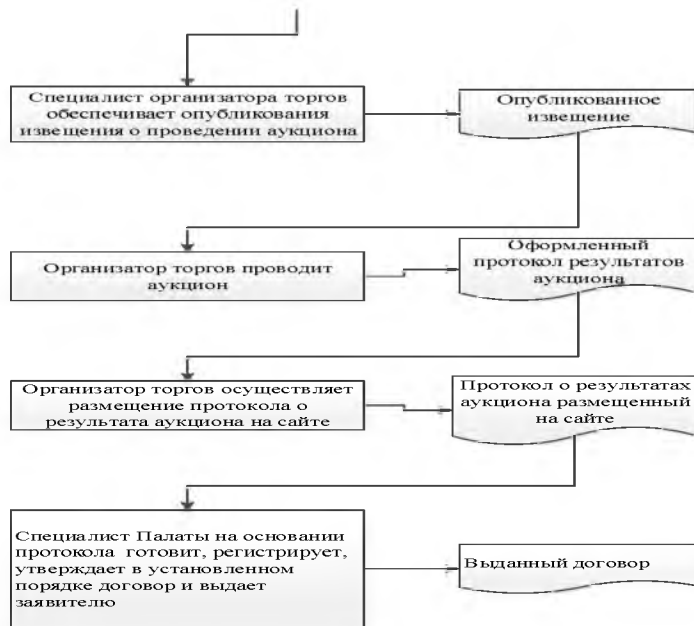 Специалист организатора торгов
обеспечивает опубликования
извещения о проведении аукциона
Опубликованное
извещение
Организатор торгов проводит
аукцион
Оформленный
протокол результатов
аукциона
Организатор торгов осуществляет
размещение протокола о
результата аукциона на сайте
Протокол о результатах
аукциона размещенный
на сайте
Специалист Палаты на основании
протокола готовит, регистрирует,
утверждает в установленном
порядке договор и выдает
заявителю
Выданный договор